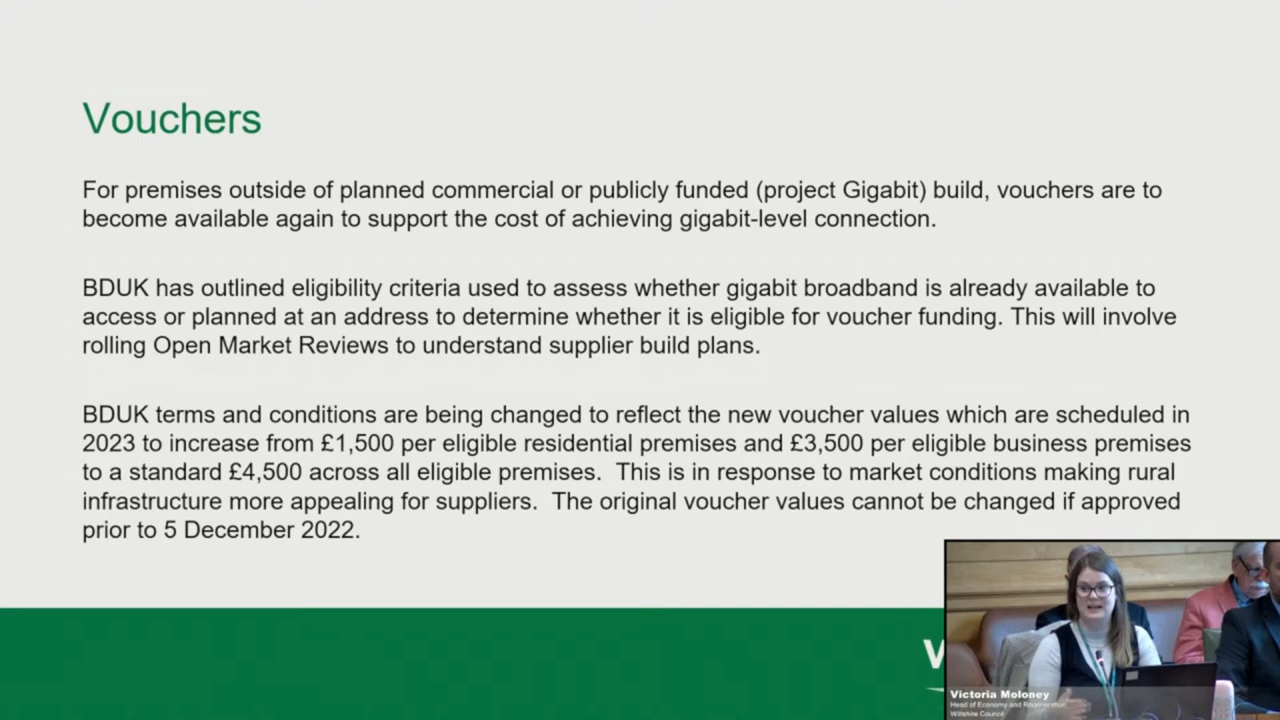 Vouchers
For premises outside of planned commercial or publicly funded (project Gigabit) build, vouchers are to
become available again to support the cost of achieving gigabit-level connection.
BDUK has outlined eligibility criteria used to assess whether gigabit broadband is already available to
access or planned at an address to determine whether it is eligible for voucher funding. This will involve
rolling Open Market Reviews to understand supplier build plans.
BDUK terms and conditions are being changed to reflect the new voucher values which are scheduled in
2023 to increase from £1,500 per eligible residential premises and £3,500 per eligible business premises
to a standard £4,500 across all eligible premises.  This is in response to market conditions making rural
infrastructure more appealing for suppliers.  The original voucher values cannot be changed if approved
prior to 5 December 2022.
Victoria Moloney
Head of Economy and Regeneration
Wiltshire Council